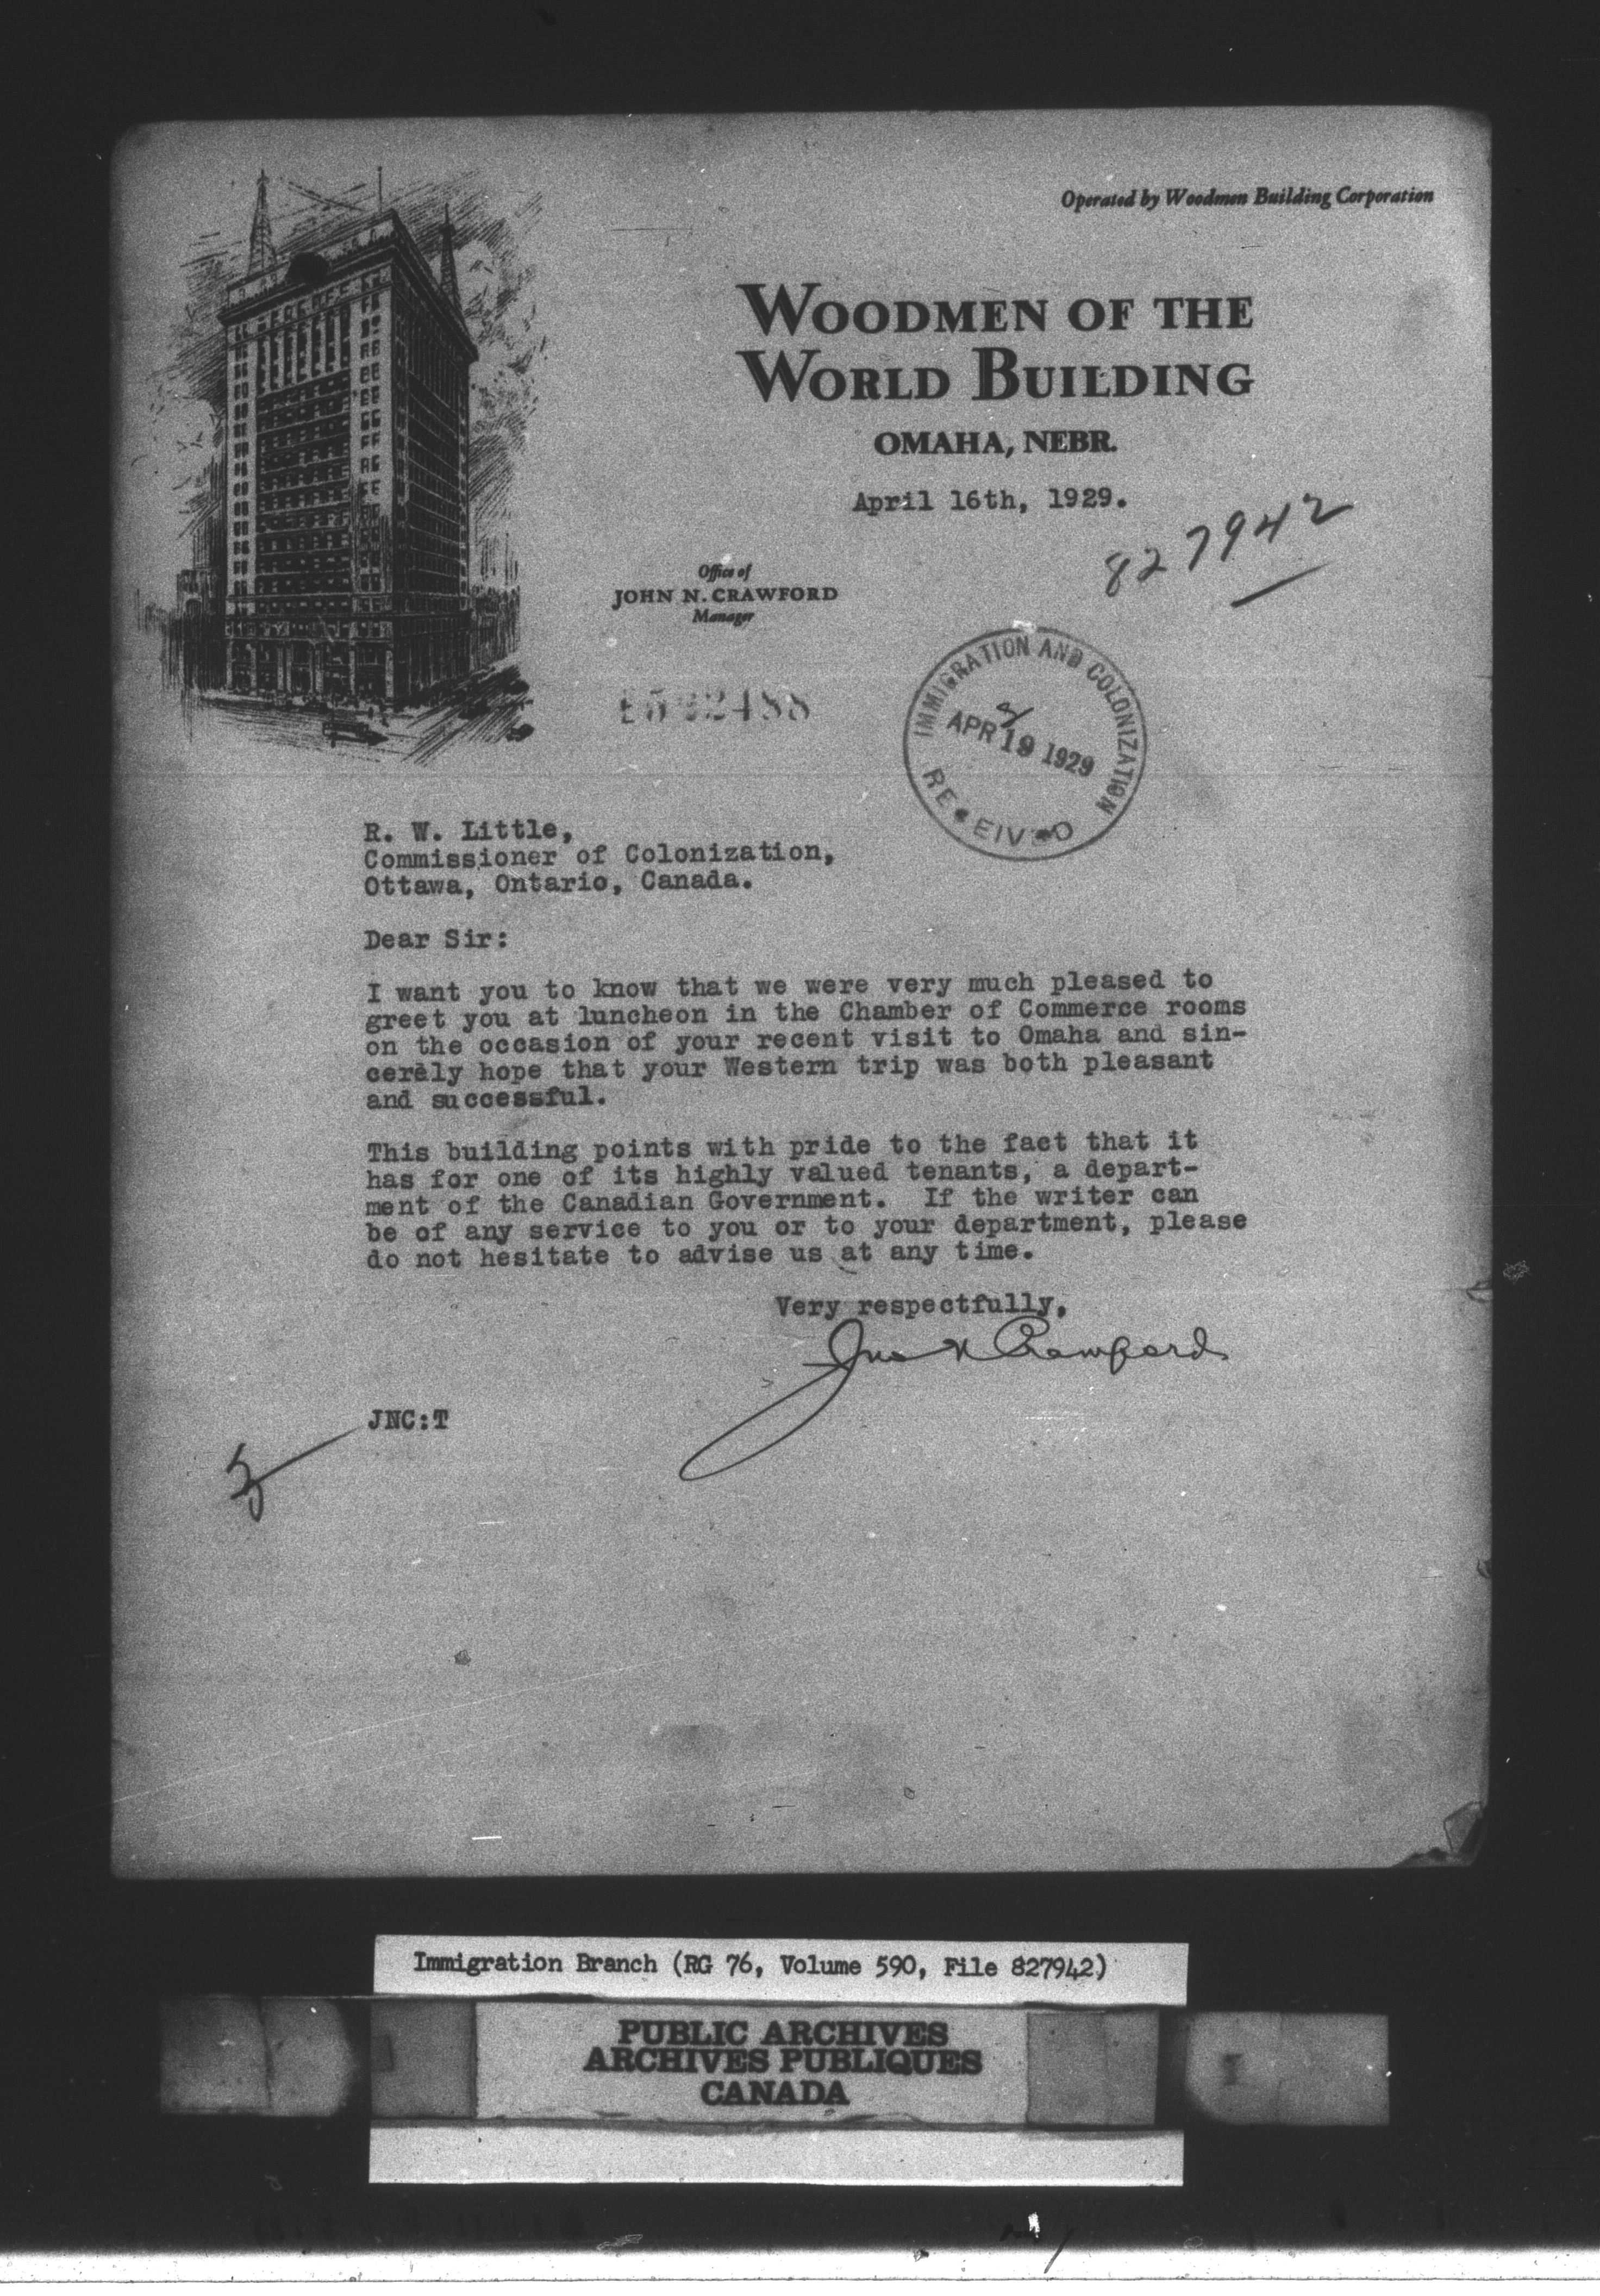 Operated by Woodmen Building Corporation
WOODMEN OF THE
WORLD BUILDING
OMAHA, NEBR.
April 16th, 1929.
827942
Office of
JOHN N. CRAWFORD
Manager
IMMIGRATION AND COLONIZATION
APR 19 1929
RECEIVED
R. W. Little,
Commissioner of Colonization,
Ottawa, Ontario, Canada.
Dear Sir:
I want you to know that we were very much pleased to
greet you at luncheon in the Chamber of Commerce rooms
on the occasion of your recent visit to Omaha and sin-
cerely hope that your Western trip was both pleasant
and successful.
This building points with pride to the fact that it
has for one of its highly valued tenants, a depart-
ment of the Canadian Government. If the writer can
be of any service to you or to your department, please
do not hesitate to advise us at any time.
Very respectfully,
Jno N Crawford
JNC:T
Immigration Branch (RG 76, Volume 590, File 827942)
PUBLIC ARCHIVES
ARCHIVES PUBLIQUES
CANADA